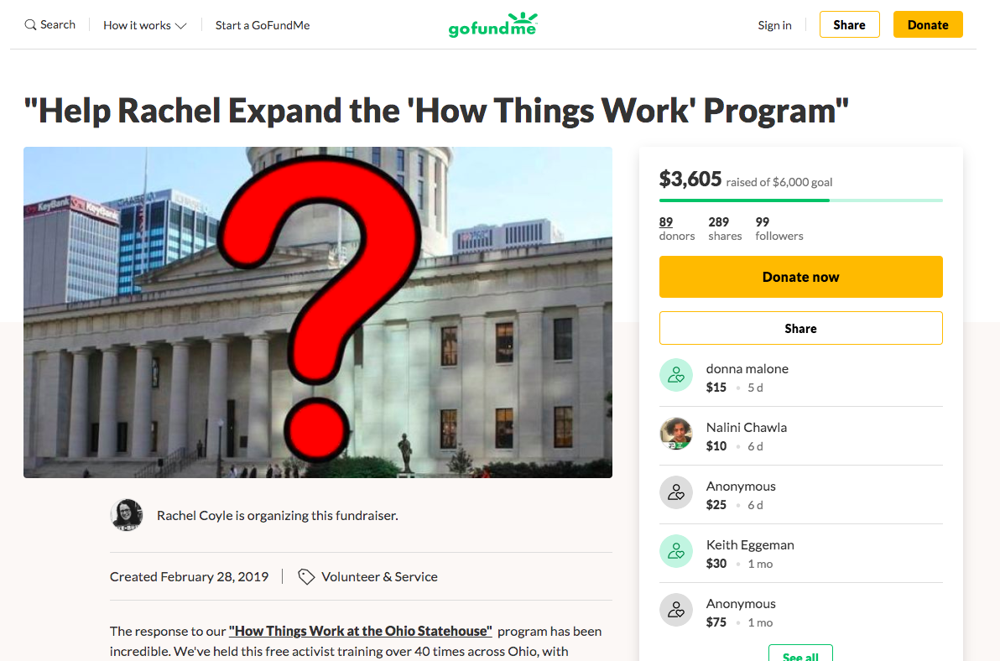 Search
How it works
Start a GoFundMe
gofundme
Sign in
Share
Donate
"Help Rachel Expand the 'How Things Work' Program"
KeyBank
KeyBank
?
$3,605 raised of $6,000 goal
89 donors
289 shares
99 followers
Donate now
Share
donna malone
$15 5 d
Nalini Chawla
$10 6 d
Anonymous
$25 6 d
Keith Eggeman
$30 1 mo
Anonymous
$75 1 mo
See all
Rachel Coyle is organizing this fundraiser.
Created February 28, 2019
Volunteer & Service
The response to our "How Things Work at the Ohio Statehouse" program has been
incredible. We've held this free activist training over 40 times across Ohio, with